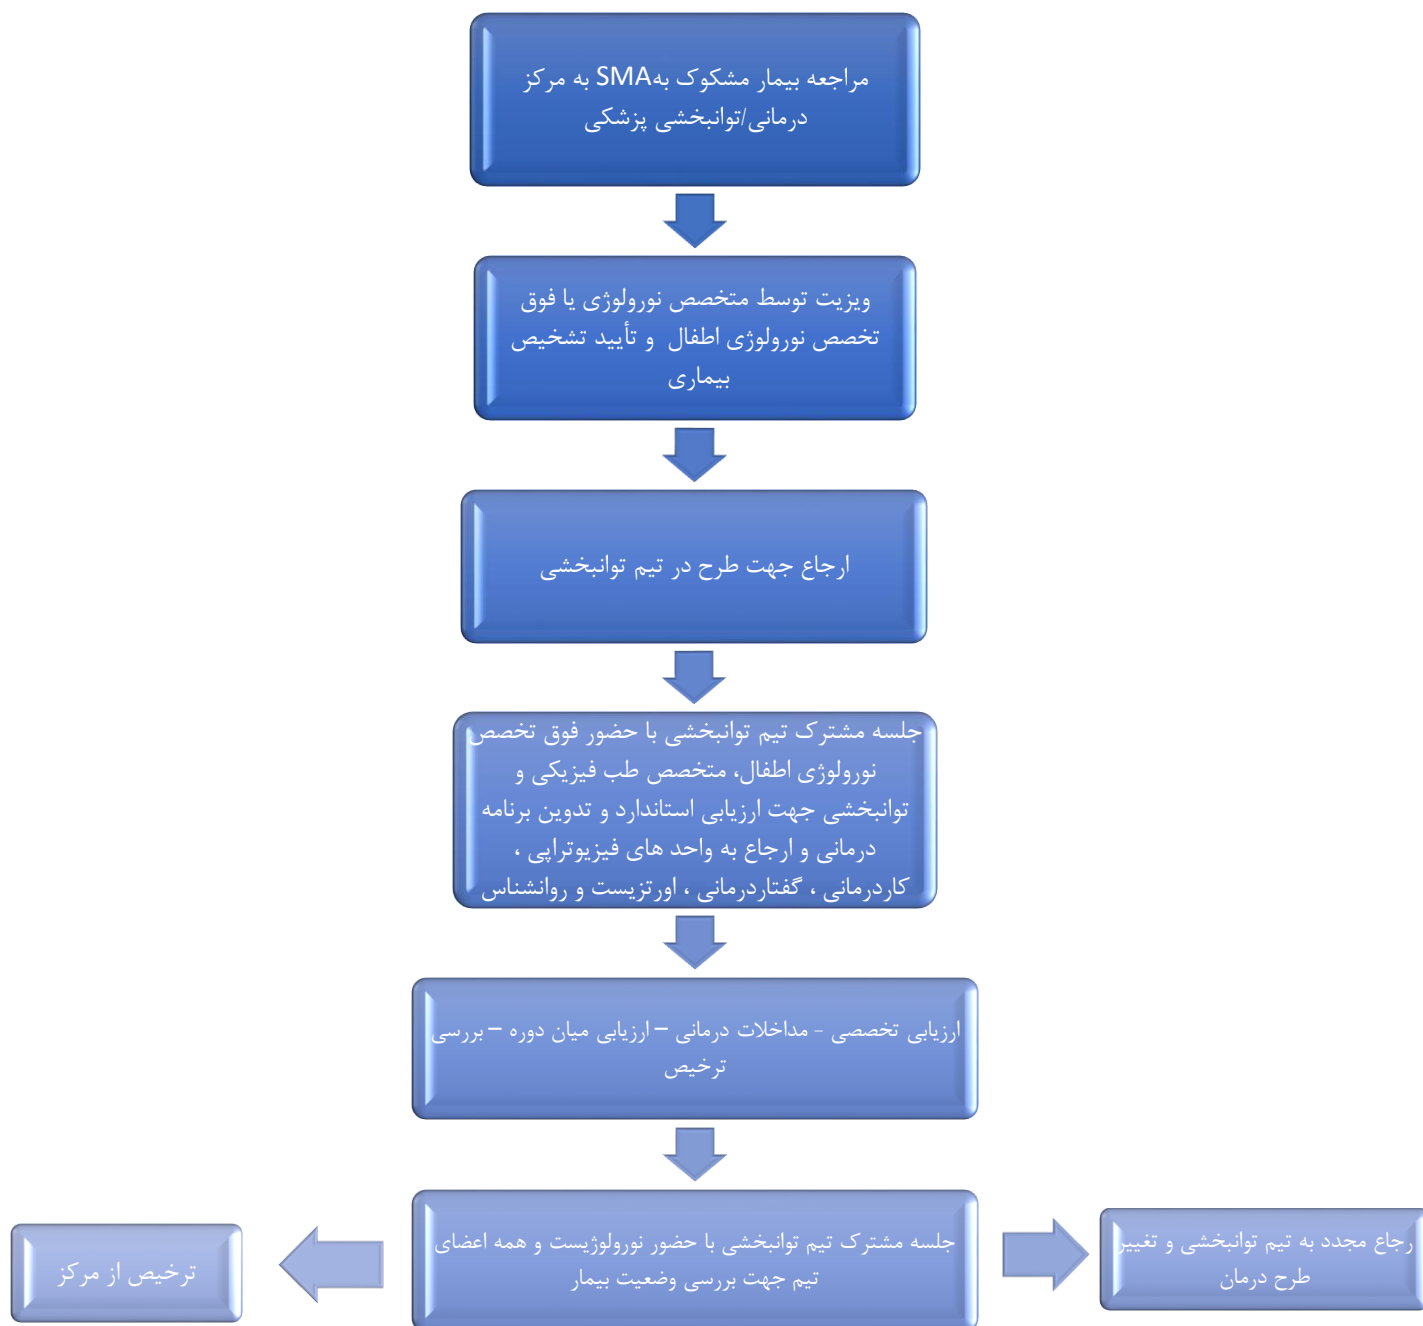 مراجعه بیمار مشکوک به SMA به مرکز
درمانی/توانبخشی پزشکی
ویزیت توسط متخصص نورولوژی یا فوق
تخصص نورولوژی اطفال و تأیید تشخیص
بیماری
ارجاع جهت طرح در تیم توانبخشی
جلسه مشترک تیم توانبخشی با حضور فوق تخصص
نورولوژی اطفال، متخصص طب فیزیکی و
توانبخشی جهت ارزیابی استاندارد و تدوین برنامه
درمانی و ارجاع به واحد های فیزیوتراپی ،
کاردرمانی ، گفتاردرمانی ، اورتزیست و روانشناس
ارزیابی تخصصی - مداخلات درمانی – ارزیابی میان دوره – بررسی
ترخیص
جلسه مشترک تیم توانبخشی با حضور نورولوژیست و همه اعضای
تیم جهت بررسی وضعیت بیمار
رجاع مجدد به تیم توانبخشی و تغییر
طرح درمان
ترخیص از مرکز